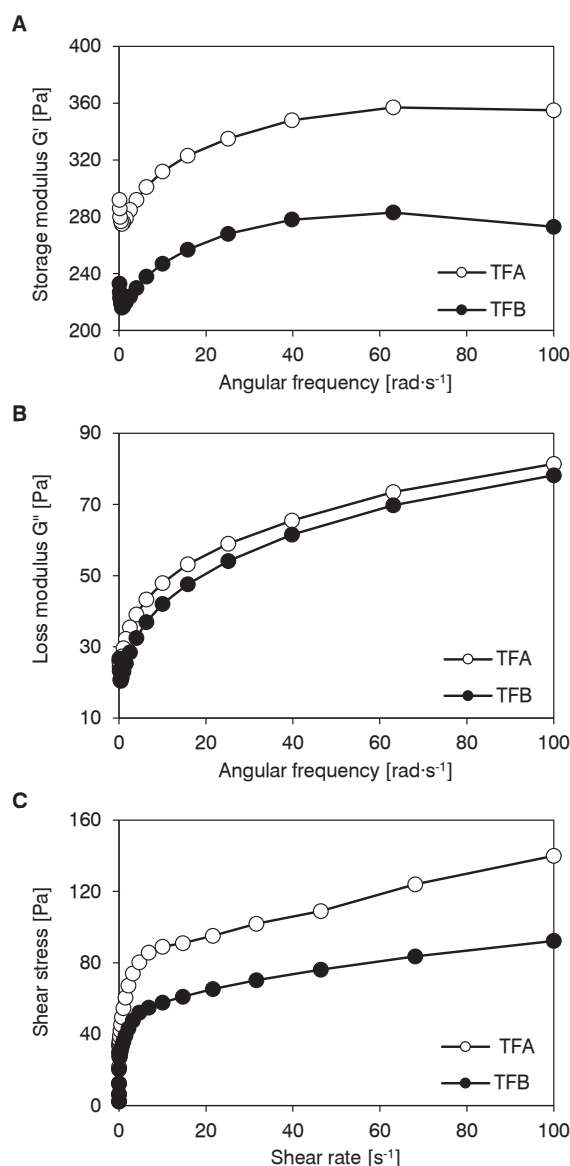 A
400
360
320
280
240
200
Storage modulus G' [Pa]
TFA
TFB
0 20 40 60 80 100
Angular frequency [rad·s⁻¹]
B
90
70
50
30
10
Loss modulus G" [Pa]
TFA
TFB
0 20 40 60 80 100
Angular frequency [rad·s⁻¹]
C
160
120
80
40
0
Shear stress [Pa]
TFA
TFB
0 20 40 60 80 100
Shear rate [s⁻¹]